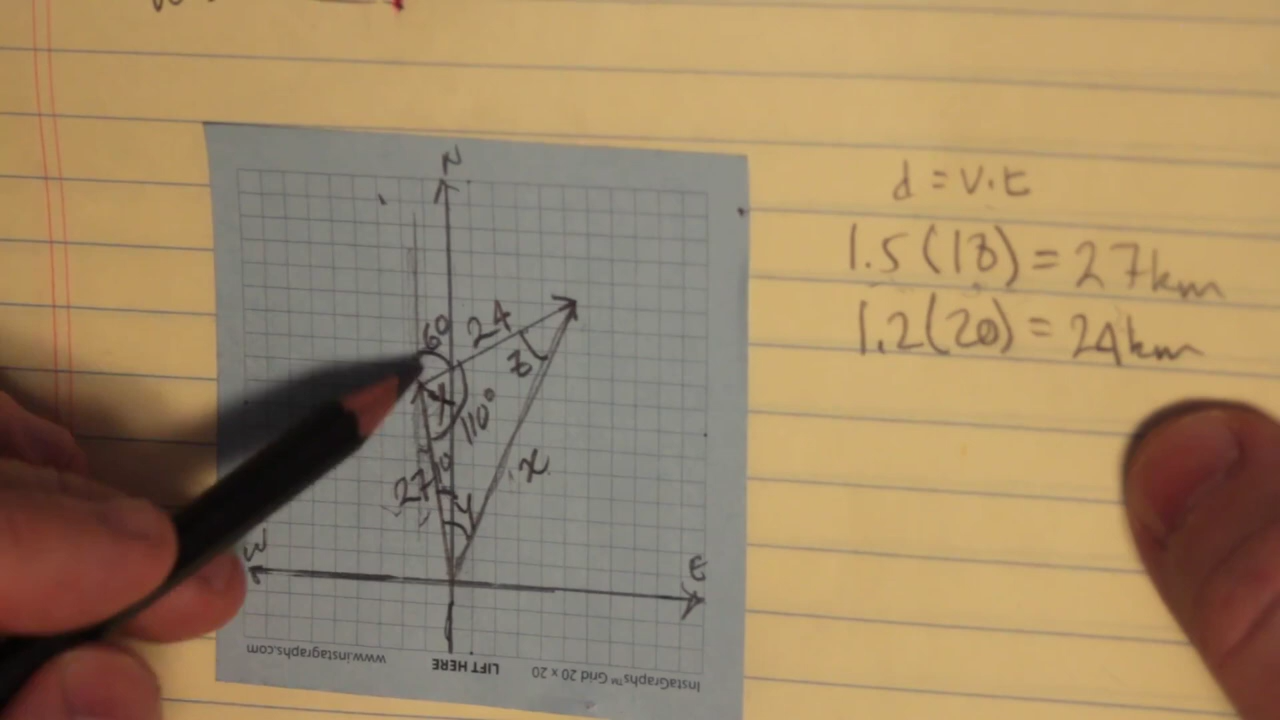 d = v.t
1.5(18) = 27km
1.2(20) = 24km
N
60
24
z
110°
27
x
y
W
E
www.instagraphs.com
LIFT HERE
InstaGraphs™ Grid 20 x 20